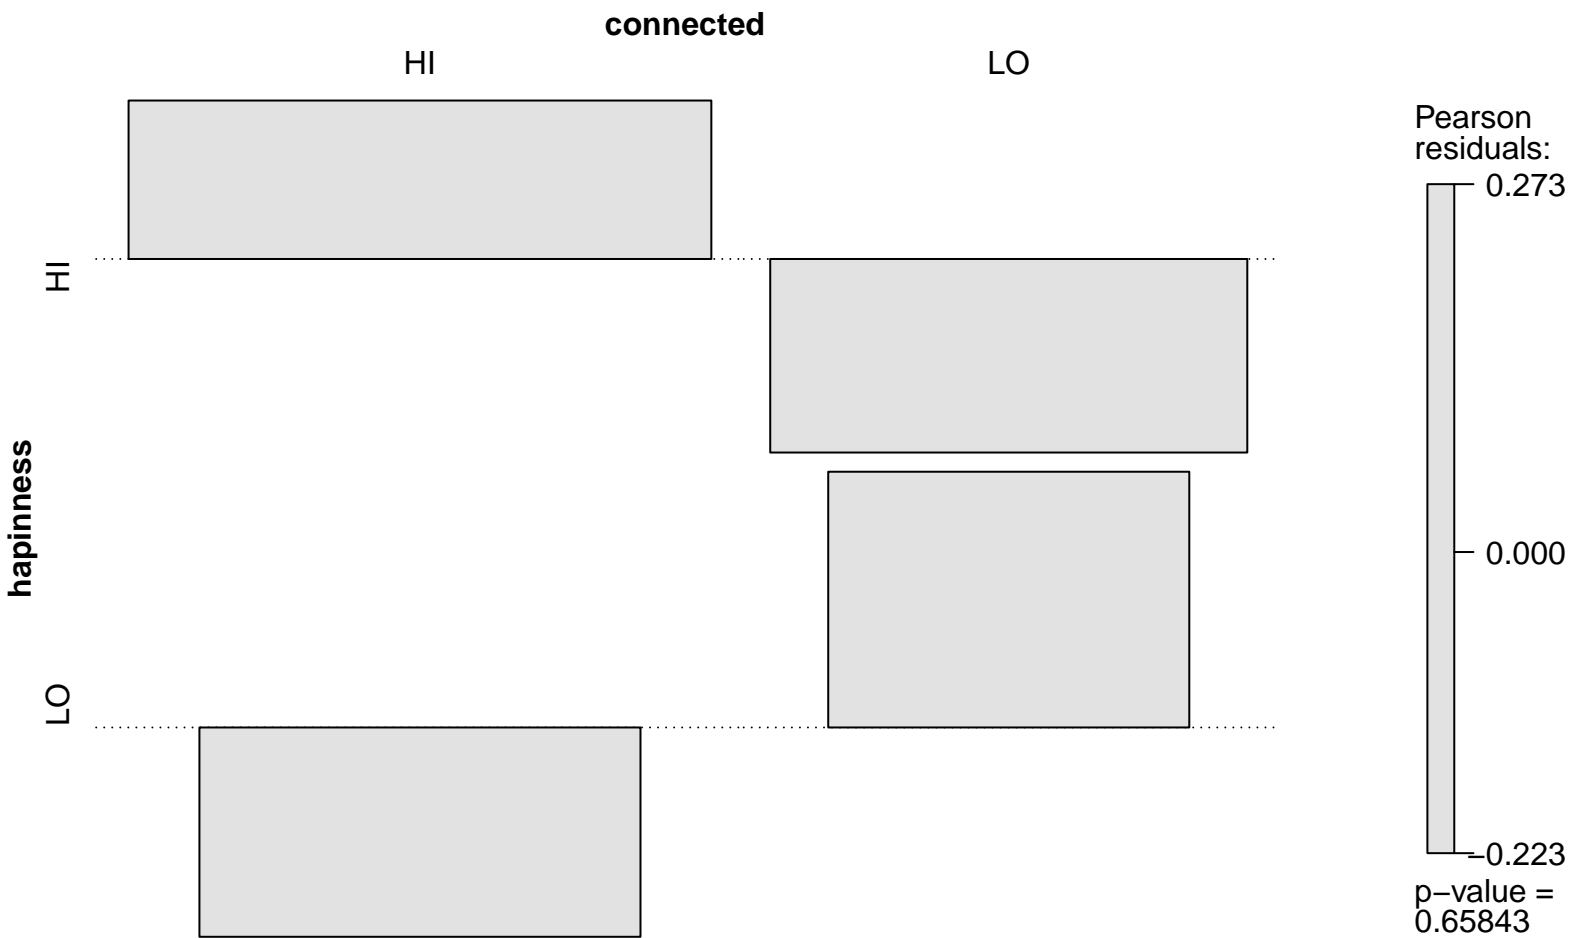 connected
HI
LO
hapinness
HI
LO
Pearson
residuals:
0.273
0.000
−0.223
p−value =
0.65843